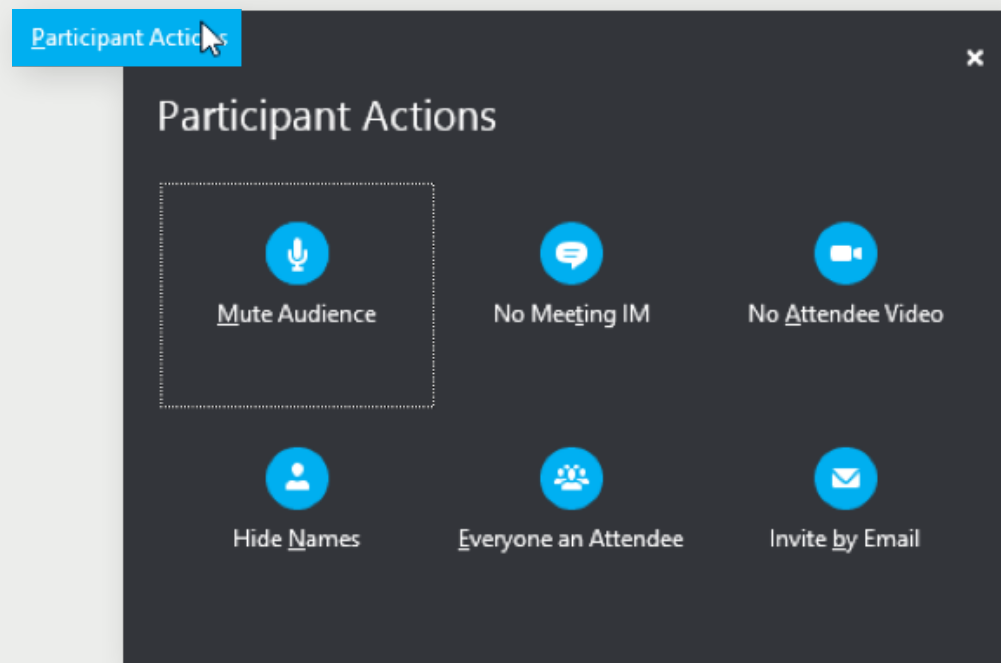 Participant Actions
Participant Actions
Mute Audience
No Meeting IM
No Attendee Video
Hide Names
Everyone an Attendee
Invite by Email